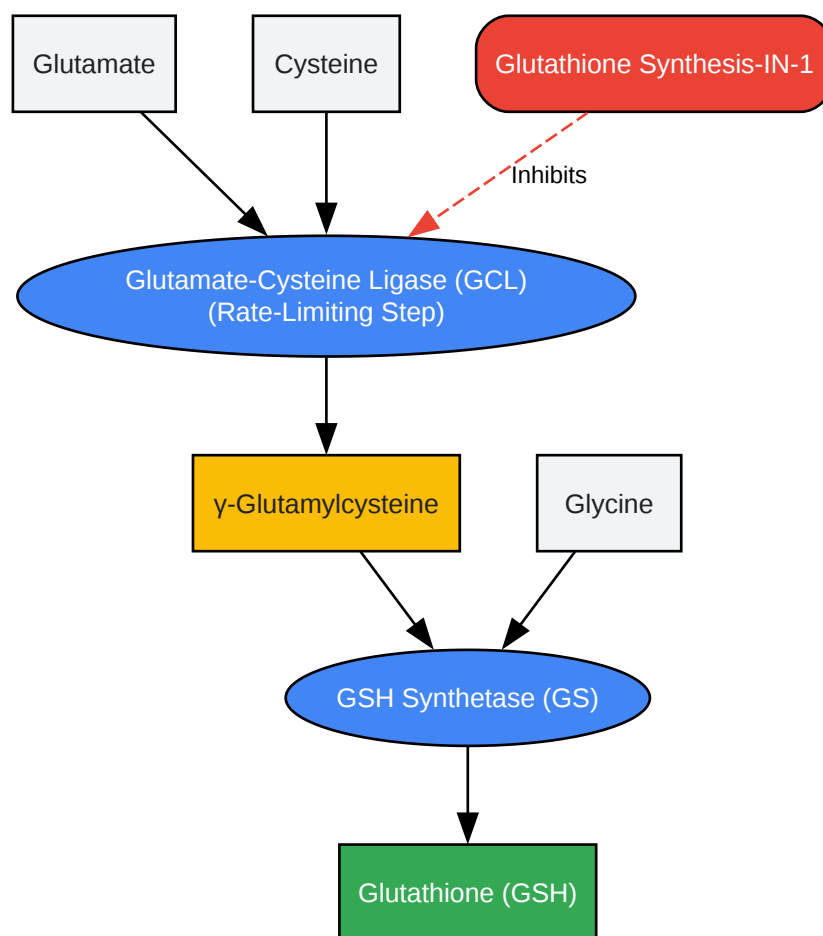 Glutamate
Cysteine
Glutathione Synthesis-IN-1
Inhibits
Glutamate-Cysteine Ligase (GCL)
(Rate-Limiting Step)
γ-Glutamylcysteine
Glycine
GSH Synthetase (GS)
Glutathione (GSH)